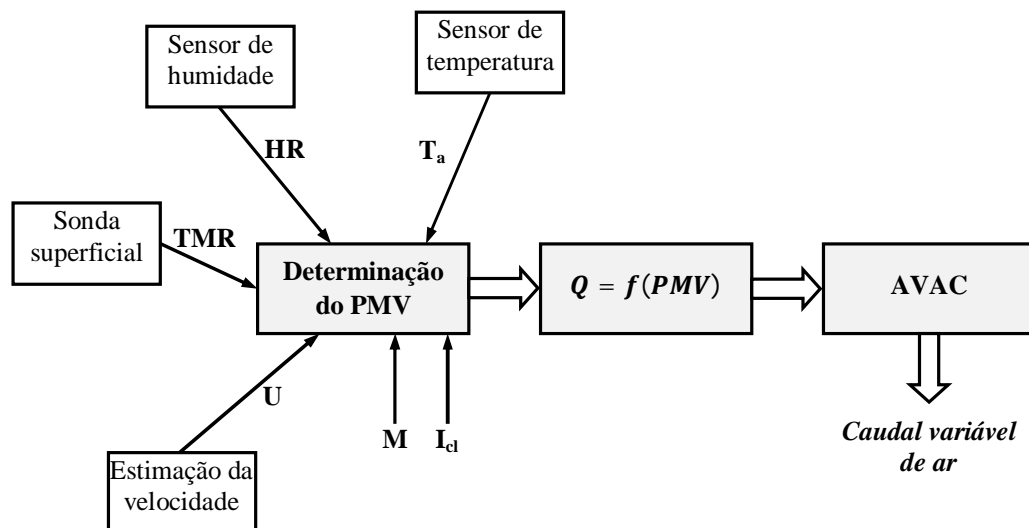 Sensor de
humidade
Sensor de
temperatura
HR
Tₐ
Sonda
superficial
TMR
Determinação
do PMV
Q = f(PMV)
AVAC
U
M
I_cl
Estimação da
velocidade
Caudal variável
de ar